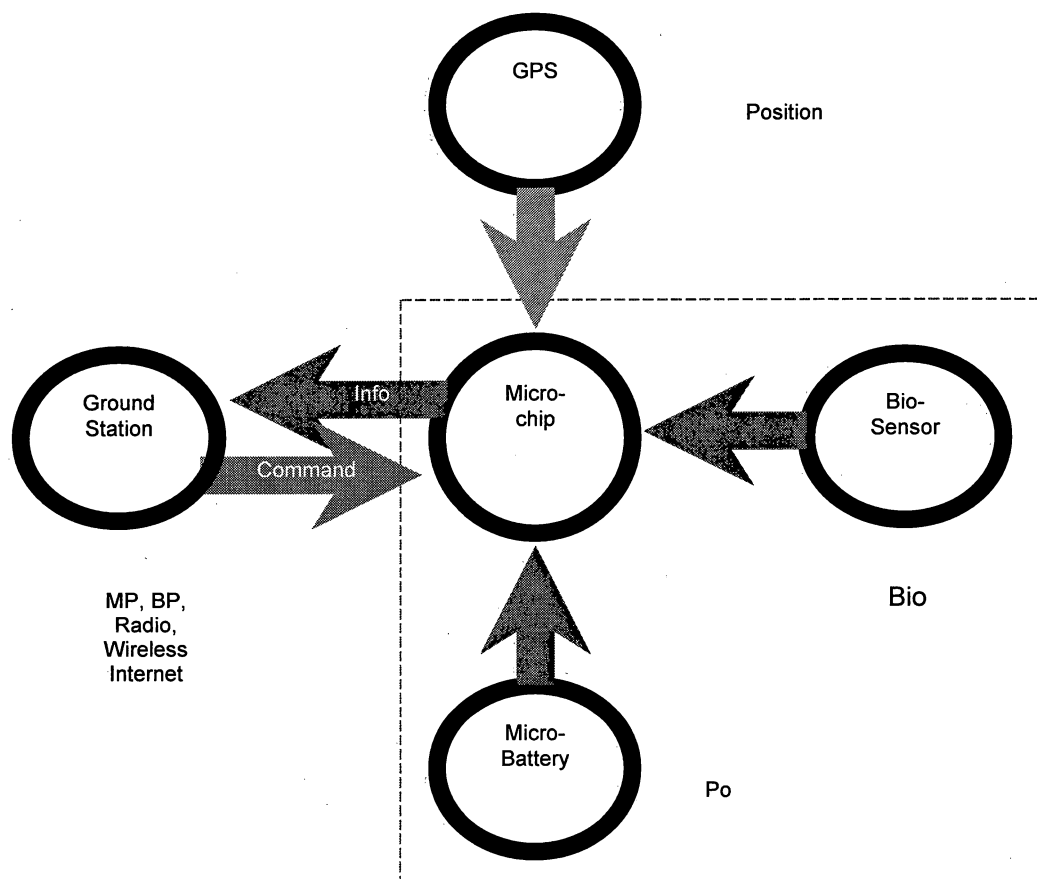 GPS
Position
Info
Ground
Station
Command
Micro-
chip
Bio-
Sensor
MP, BP,
Radio,
Wireless
Internet
Bio
Micro-
Battery
Po